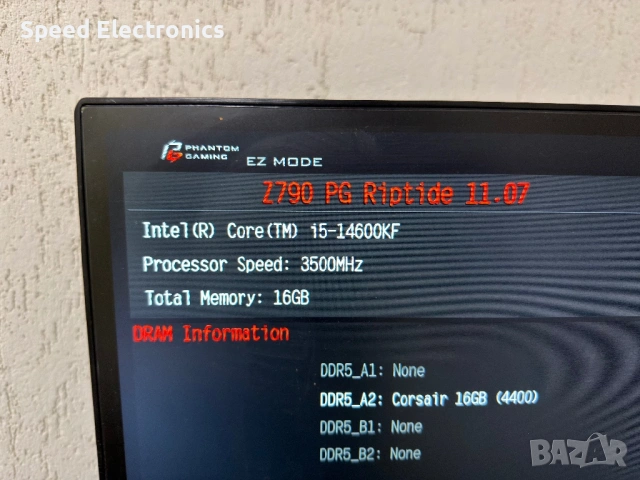 Speed Electronics
PHANTOM GAMING EZ MODE
Z790 PG Riptide 11.07
Intel(R) Core(TM) i5-14600KF
Processor Speed: 3500MHz
Total Memory: 16GB
DRAM Information
DDR5_A1: None
DDR5_A2: Corsair 16GB (4400)
DDR5_B1: None
DDR5_B2: None
BAZAR
bg